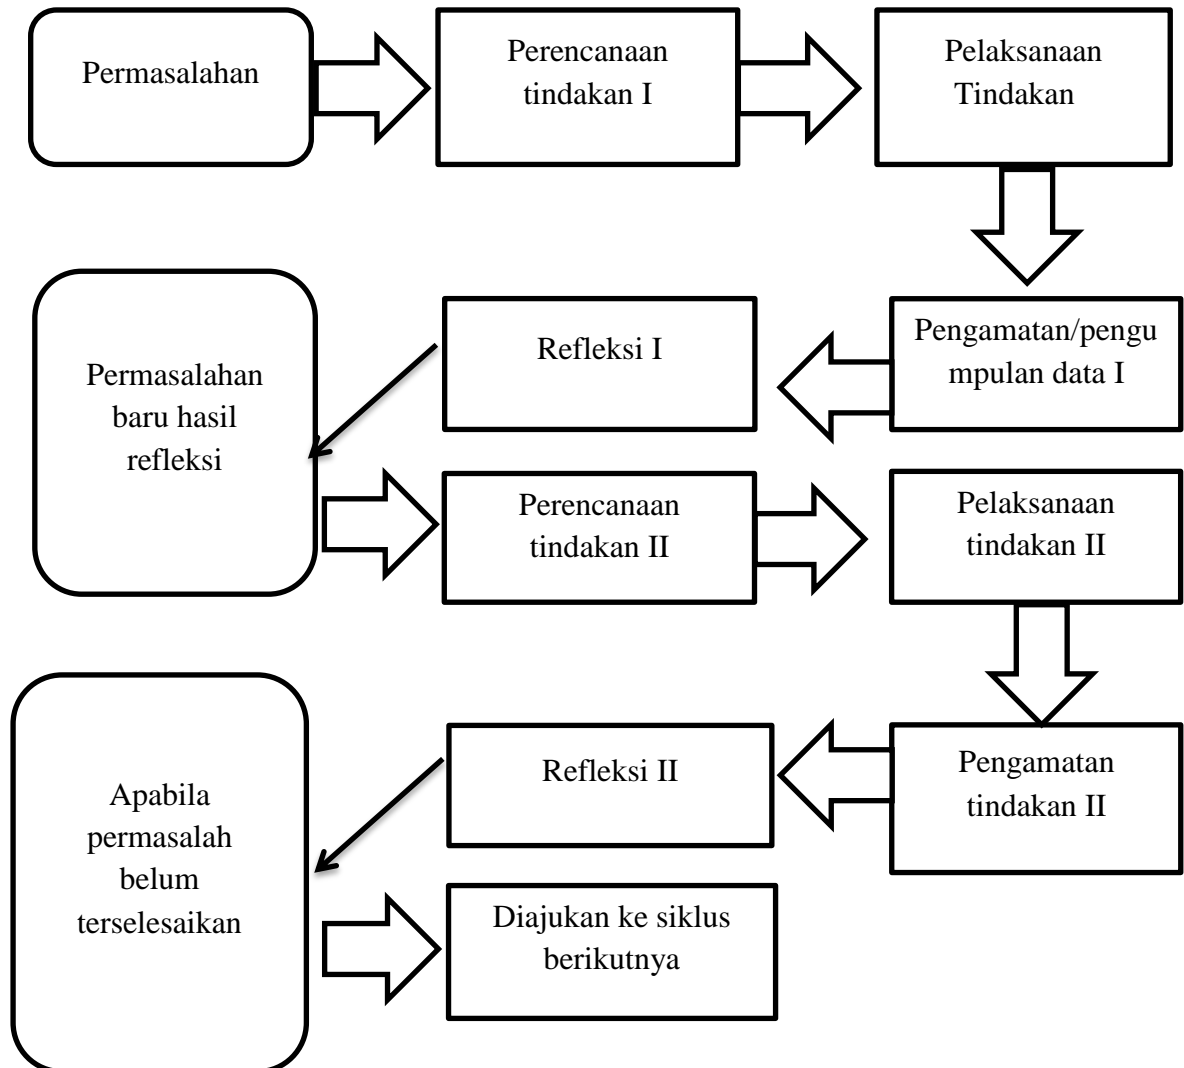 Permasalahan
Perencanaan
tindakan I
Pelaksanaan
Tindakan
Pengamatan/pengu
mpulan data I
Refleksi I
Permasalahan
baru hasil
refleksi
Perencanaan
tindakan II
Pelaksanaan
tindakan II
Pengamatan
tindakan II
Refleksi II
Apabila
permasalah
belum
terselesaikan
Diajukan ke siklus
berikutnya